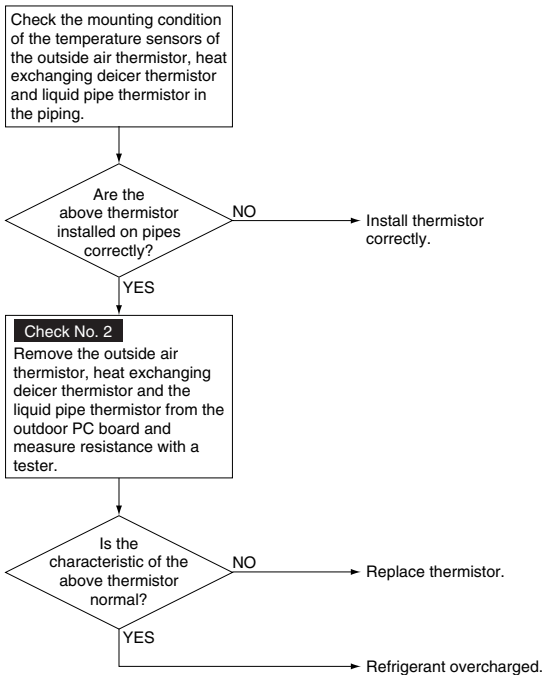 Check the mounting condition
of the temperature sensors of
the outside air thermistor, heat
exchanging deicer thermistor
and liquid pipe thermistor in
the piping.
Are the
above thermistor
installed on pipes
correctly?
NO
Install thermistor
correctly.
YES
Check No. 2
Remove the outside air
thermistor, heat exchanging
deicer thermistor and the
liquid pipe thermistor from the
outdoor PC board and
measure resistance with a
tester.
Is the
characteristic of the
above thermistor
normal?
NO
Replace thermistor.
YES
Refrigerant overcharged.